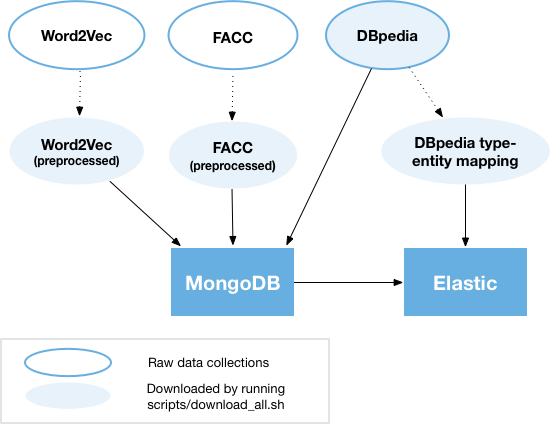 Word2Vec
FACC
DBpedia
Word2Vec
(preprocessed)
FACC
(preprocessed)
DBpedia type-
entity mapping
MongoDB
Elastic
Raw data collections
Downloaded by running
scripts/download_all.sh